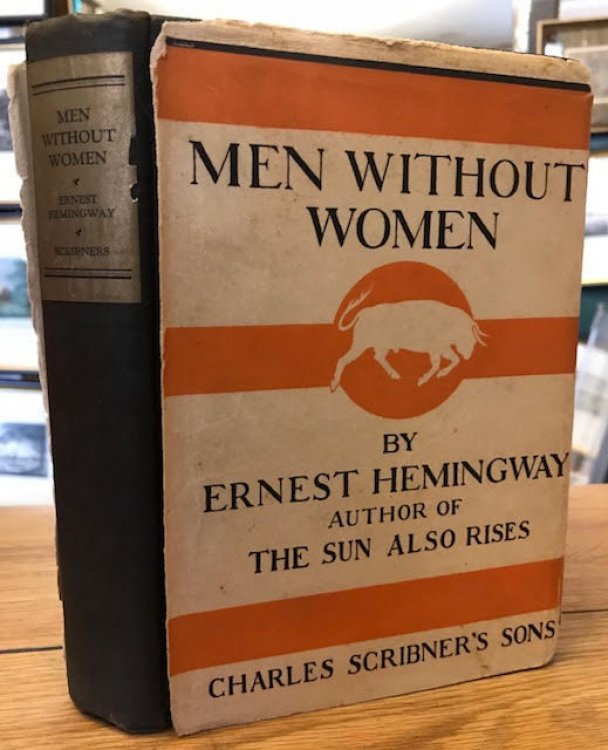 MEN
WITHOUT
WOMEN
ERNEST
HEMINGWAY
SCRIBNERS
MEN WITHOUT
WOMEN
BY
ERNEST HEMINGWAY
AUTHOR OF
THE SUN ALSO RISES
CHARLES SCRIBNER'S SONS